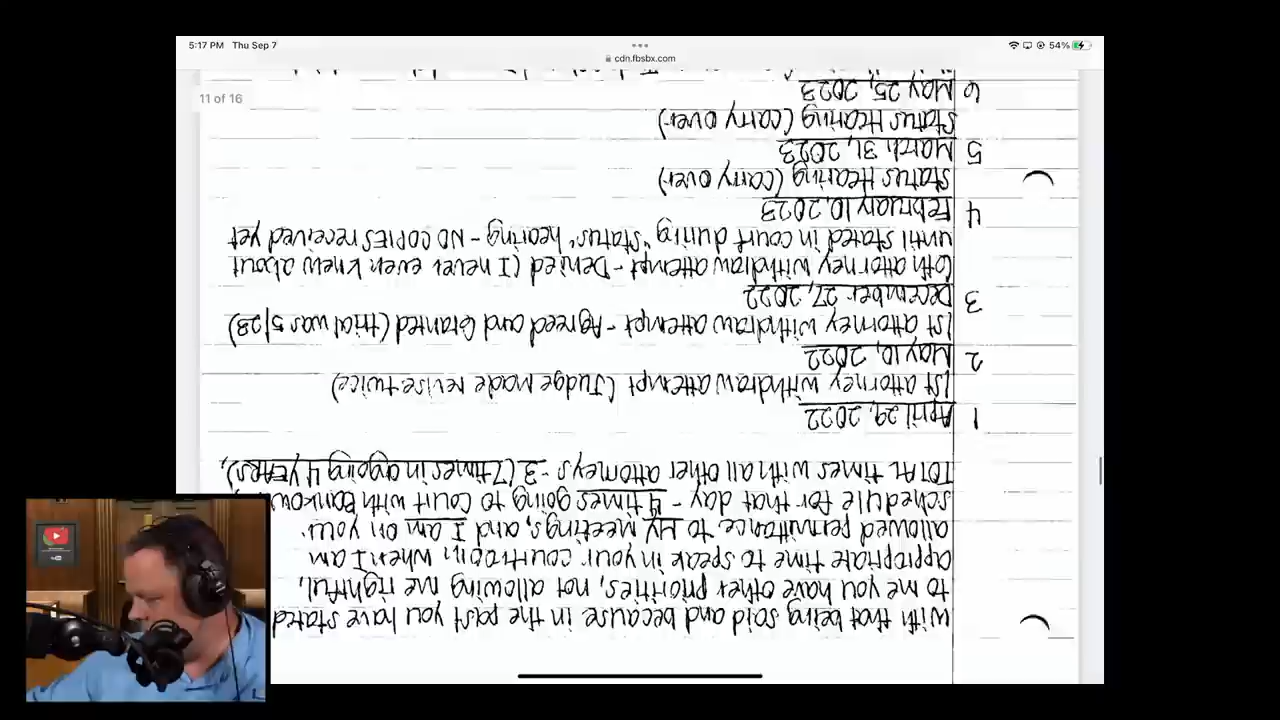 5:17 PM Thu Sep 7
54%
cdn.fbsbx.com
11 of 16
with that being said and because in the past you have stated
to me you have other priorities, not allowing me rightful,
appropriate time to speak in your courtroom when I am
allowed permittance to my meetings, and I am on your
schedule for that day - 4 times going to court with Bankow
TOTAL times with all other attorneys - 3 (7 times in ongoing 4 YEARS),
1 April 29, 2022
1st attorney withdraw attempt (Judge made revise twice)
2 May 10, 2022
1st attorney withdraw attempt - Agreed and Granted (trial was 5/23)
3 December 27, 2022
6th attorney withdraw attempt - Denied (I never even knew about
until stated in court during "status" hearing - NO COPIES received yet
4 February 10, 2023
Status Hearing (carry over)
5 March 31, 2023
Status Hearing (carry over)
6 May 25, 2023